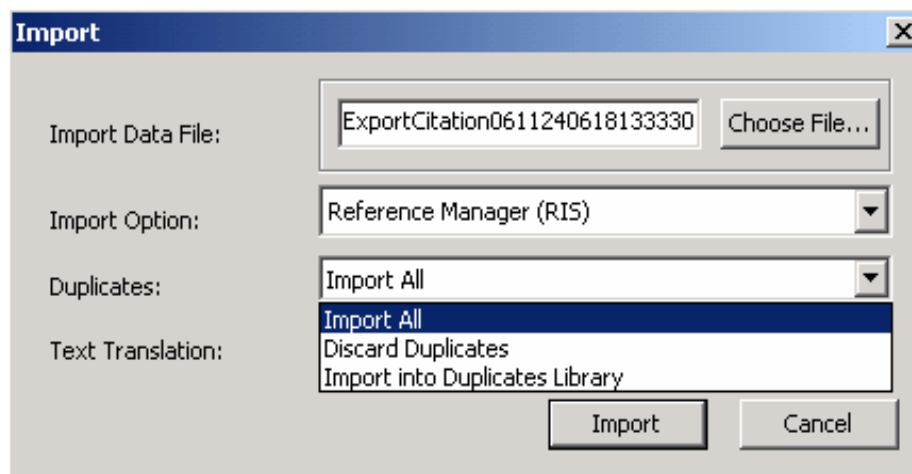 Import
Import Data File:
ExportCitation0611240618133330
Choose File...
Import Option:
Reference Manager (RIS)
Duplicates:
Import All
Import All
Discard Duplicates
Import into Duplicates Library
Text Translation:
Import
Cancel